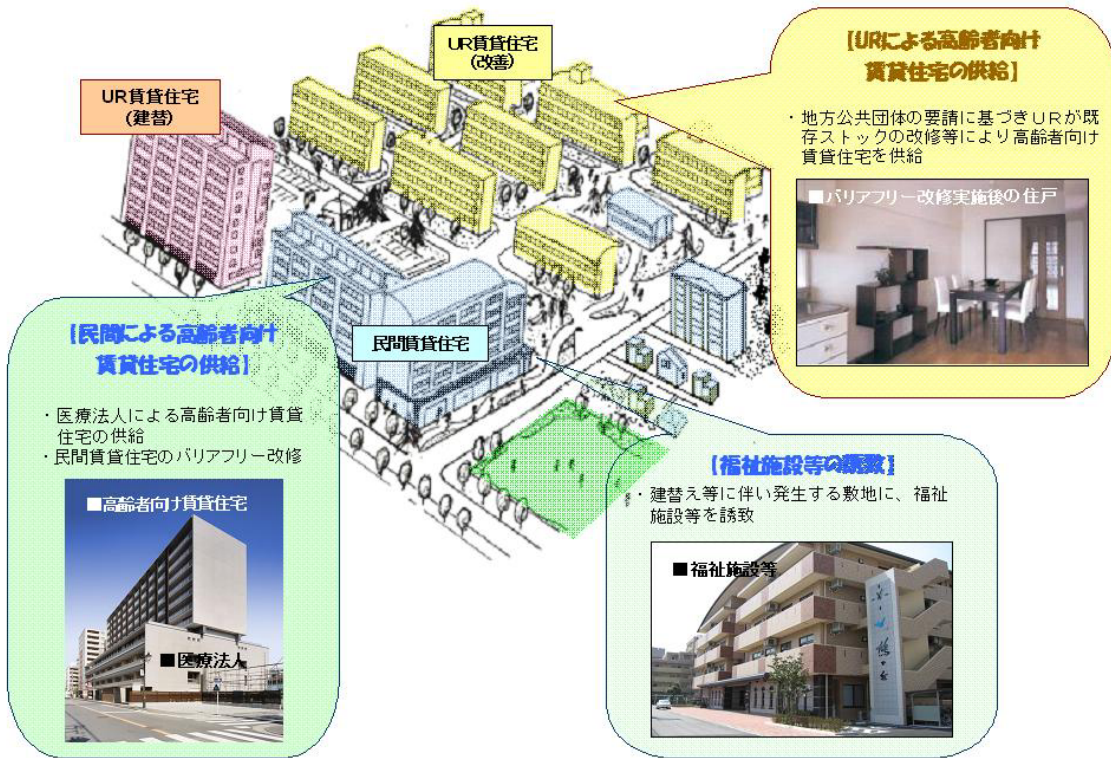 UR賃貸住宅
(改善)
UR賃貸住宅
(建替)
【URによる高齢者向け
賃貸住宅の供給】
・地方公共団体の要請に基づきＵＲが既
存ストックの改修等により高齢者向け
賃貸住宅を供給
■バリアフリー改修実施後の住戸
【民間による高齢者向け
賃貸住宅の供給】
・医療法人による高齢者向け賃貸
住宅の供給
・民間賃貸住宅のバリアフリー改修
■高齢者向け賃貸住宅
■医療法人
民間賃貸住宅
【福祉施設等の誘致】
・建替え等に伴い発生する敷地に、福祉
施設等を誘致
■福祉施設等